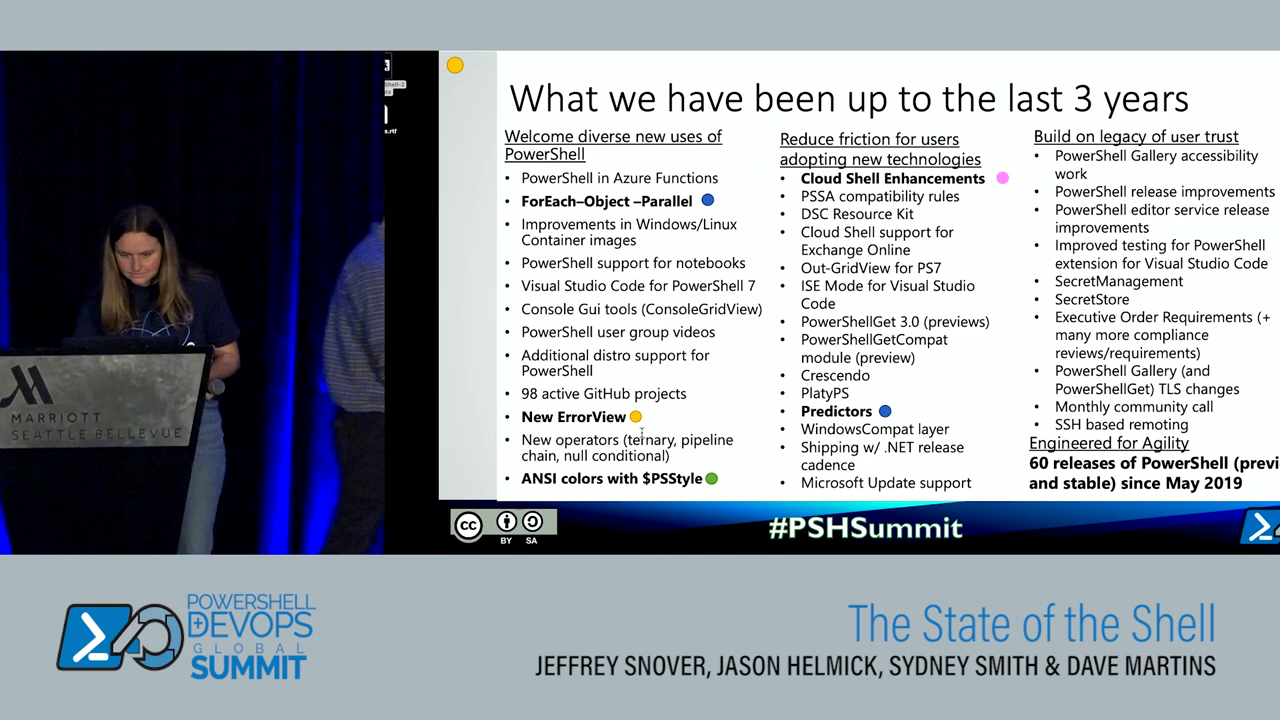 What we have been up to the last 3 years
Welcome diverse new uses of
PowerShell
• PowerShell in Azure Functions
• ForEach–Object –Parallel
• Improvements in Windows/Linux
Container images
• PowerShell support for notebooks
• Visual Studio Code for PowerShell 7
• Console Gui tools (ConsoleGridView)
• PowerShell user group videos
• Additional distro support for
PowerShell
• 98 active GitHub projects
• New ErrorView
• New operators (ternary, pipeline
chain, null conditional)
• ANSI colors with $PSStyle
Reduce friction for users
adopting new technologies
• Cloud Shell Enhancements
• PSSA compatibility rules
• DSC Resource Kit
• Cloud Shell support for
Exchange Online
• Out-GridView for PS7
• ISE Mode for Visual Studio
Code
• PowerShellGet 3.0 (previews)
• PowerShellGetCompat
module (preview)
• Crescendo
• PlatyPS
• Predictors
• WindowsCompat layer
• Shipping w/ .NET release
cadence
• Microsoft Update support
Build on legacy of user trust
• PowerShell Gallery accessibility
work
• PowerShell release improvements
• PowerShell editor service release
improvements
• Improved testing for PowerShell
extension for Visual Studio Code
• SecretManagement
• SecretStore
• Executive Order Requirements (+
many more compliance
reviews/requirements)
• PowerShell Gallery (and
PowerShellGet) TLS changes
• Monthly community call
• SSH based remoting
Engineered for Agility
60 releases of PowerShell (previ
and stable) since May 2019
MARRIOTT
SEATTLE BELLEVUE
cc
BY SA
#PSHSummit
POWERSHELL
+DEVOPS
GLOBAL
SUMMIT
The State of the Shell
JEFFREY SNOVER, JASON HELMICK, SYDNEY SMITH & DAVE MARTINS